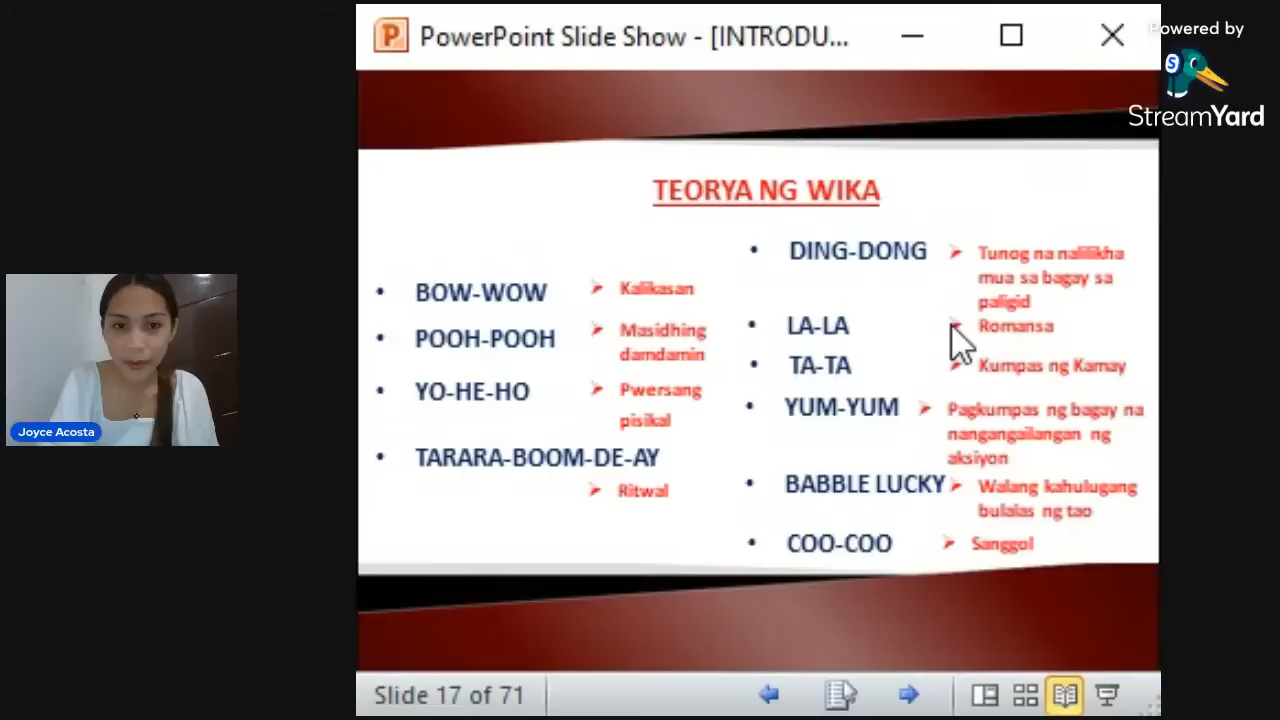 PowerPoint Slide Show - [INTRODU...
Powered by
StreamYard
TEORYA NG WIKA
• BOW-WOW
Kalikasan
• POOH-POOH
Masidhing
damdamin
• YO-HE-HO
Pwersang
pisikal
• TARARA-BOOM-DE-AY
Ritwal
• DING-DONG
Tunog na nalilikha
mua sa bagay sa
paligid
• LA-LA
Romansa
• TA-TA
Kumpas ng Kamay
• YUM-YUM
Pagkumpas ng bagay na
nangangailangan ng
aksiyon
• BABBLE LUCKY
Walang kahulugang
bulalas ng tao
• COO-COO
Sanggol
Joyce Acosta
Slide 17 of 71